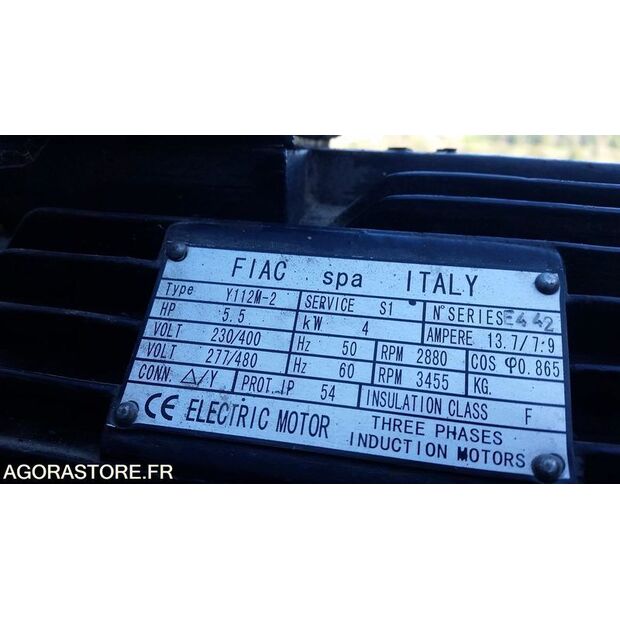 FIAC spa ITALY
Type Y112M-2 SERVICE S1 N° SERIES E442
HP 5.5 kW 4 AMPERE 13.7/7:9
VOLT 230/400 Hz 50 RPM 2880 COS φ0.865
VOLT 277/480 Hz 60 RPM 3455 KG.
CONN. △/Y PROT.IP 54 INSULATION CLASS F
CE ELECTRIC MOTOR THREE PHASES
INDUCTION MOTORS
AGORASTORE.FR